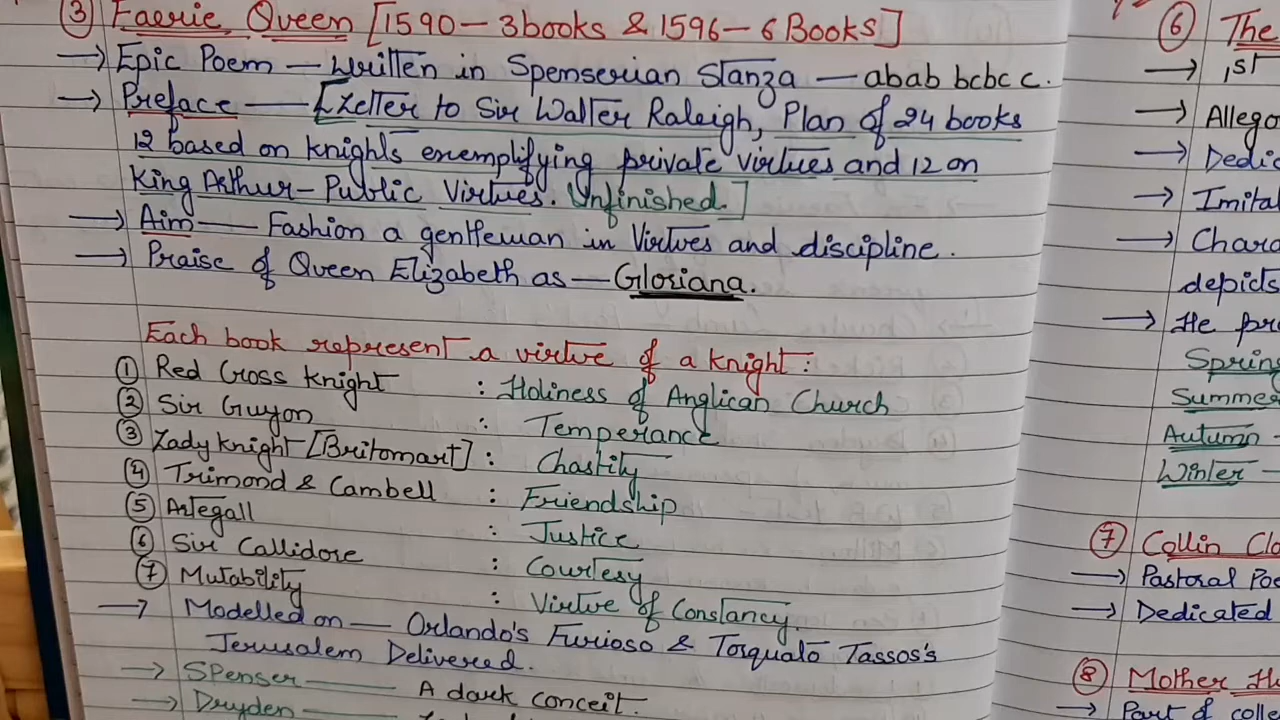 ③ Faerie Queen [1590 — 3 books & 1596 — 6 Books]
→ Epic Poem — Written in Spenserian Stanza — abab bcbc c.
→ Preface — [Letter to Sir Walter Raleigh, Plan of 24 books
12 based on knights exemplifying private virtues and 12 on
King Arthur - Public Virtues. Unfinished.]
→ Aim — Fashion a gentleman in Virtues and discipline.
→ Praise of Queen Elizabeth as — Gloriana.
Each book represent a virtue of a knight:
① Red Cross Knight : Holiness of Anglican Church
② Sir Guyon : Temperance
③ Lady Knight [Britomart] : Chastity
④ Trimond & Cambell : Friendship
⑤ Artegall : Justice
⑥ Sir Callidore : Courtesy
⑦ Mutability : Virtue of Constancy.
→ Modelled on — Orlando's Furioso & Torquato Tassos's
Jerusalem Delivered.
→ Spenser — A dark conceit.
→ Dryden —
⑥ The
→ 1st
→ Allego
→ Dedic
→ Imita
→ Chara
depicts
→ He pr
Spring
Summe
Autumn -
Winter —
⑦ Collin Clo
→ Pastoral Poe
→ Dedicated
⑧ Mother Hu
→ Part of colle